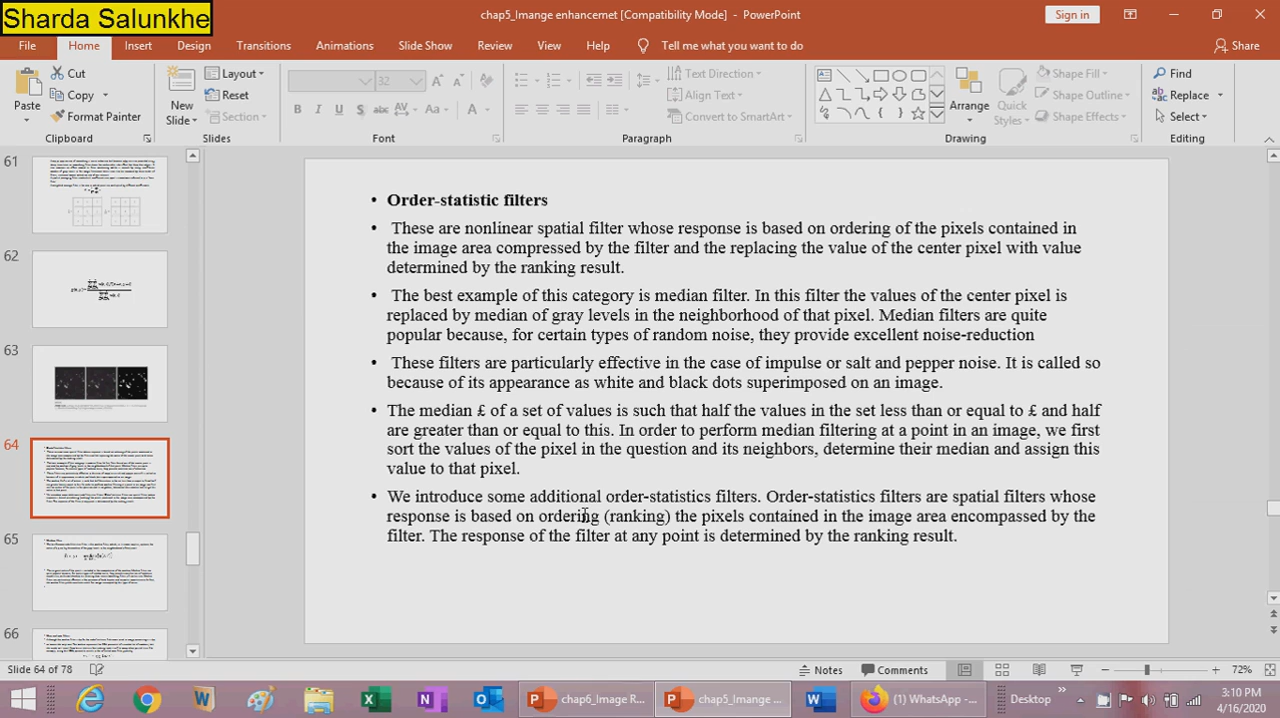 Sharda Salunkhe
chap5_Imange enhancemet [Compatibility Mode] - PowerPoint
Sign in
File Home Insert Design Transitions Animations Slide Show Review View Help Tell me what you want to do Share
Paste
Cut
Copy
Format Painter
Clipboard
New Slide
Layout
Reset
Section
Slides
32
Font
Text Direction
Align Text
Convert to SmartArt
Paragraph
Arrange
Quick Styles
Shape Fill
Shape Outline
Shape Effects
Drawing
Find
Replace
Select
Editing
61
62
63
64
65
66
• Order-statistic filters
• These are nonlinear spatial filter whose response is based on ordering of the pixels contained in
the image area compressed by the filter and the replacing the value of the center pixel with value
determined by the ranking result.
• The best example of this category is median filter. In this filter the values of the center pixel is
replaced by median of gray levels in the neighborhood of that pixel. Median filters are quite
popular because, for certain types of random noise, they provide excellent noise-reduction
• These filters are particularly effective in the case of impulse or salt and pepper noise. It is called so
because of its appearance as white and black dots superimposed on an image.
• The median £ of a set of values is such that half the values in the set less than or equal to £ and half
are greater than or equal to this. In order to perform median filtering at a point in an image, we first
sort the values of the pixel in the question and its neighbors, determine their median and assign this
value to that pixel.
• We introduce some additional order-statistics filters. Order-statistics filters are spatial filters whose
response is based on ordering (ranking) the pixels contained in the image area encompassed by the
filter. The response of the filter at any point is determined by the ranking result.
Slide 64 of 78
Notes Comments 72%
chap6_Image R... chap5_Imange ... (1) WhatsApp -... Desktop
3:10 PM
4/16/2020